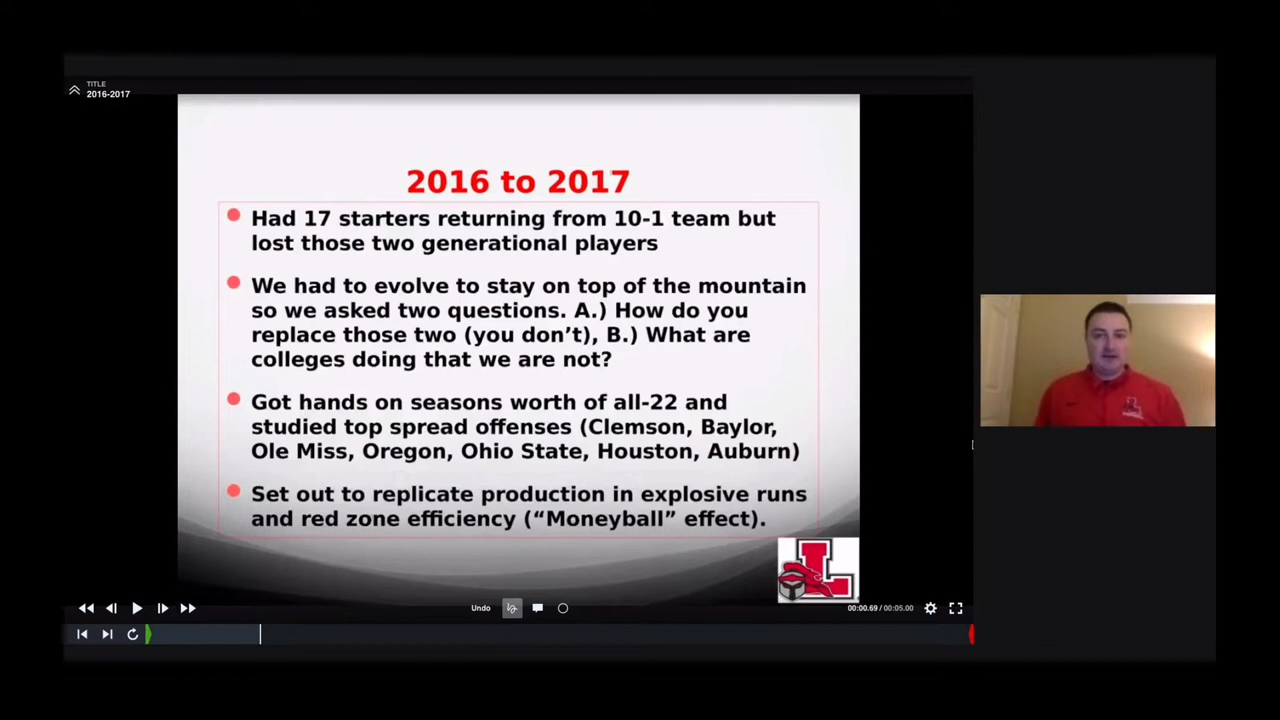 TITLE
2016-2017
2016 to 2017
Had 17 starters returning from 10-1 team but
lost those two generational players
We had to evolve to stay on top of the mountain
so we asked two questions. A.) How do you
replace those two (you don’t), B.) What are
colleges doing that we are not?
Got hands on seasons worth of all-22 and
studied top spread offenses (Clemson, Baylor,
Ole Miss, Oregon, Ohio State, Houston, Auburn)
Set out to replicate production in explosive runs
and red zone efficiency (“Moneyball” effect).
L
L
Undo
00:00.69 / 00:05.00